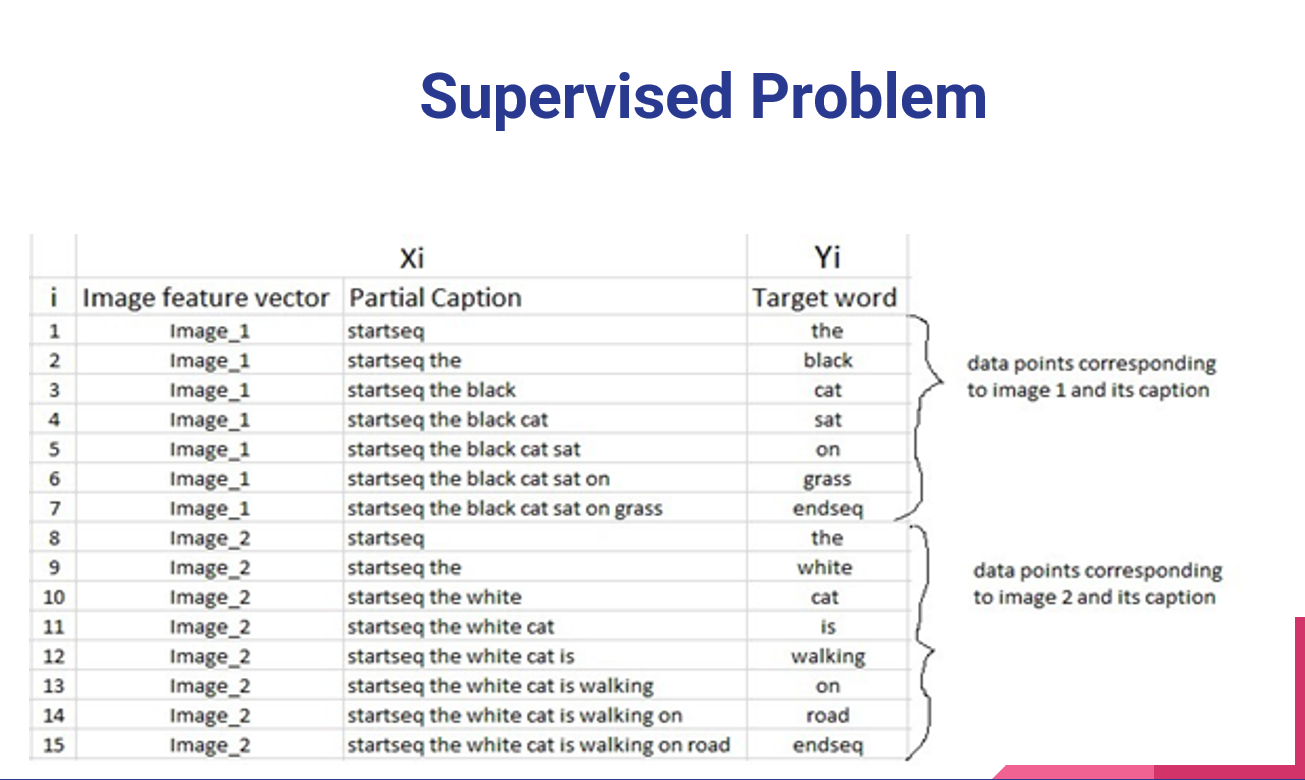 Supervised Problem
Xi Yi
i Image feature vector Partial Caption Target word
1 Image_1 startseq the
2 Image_1 startseq the black
3 Image_1 startseq the black cat
4 Image_1 startseq the black cat sat
5 Image_1 startseq the black cat sat on
6 Image_1 startseq the black cat sat on grass
7 Image_1 startseq the black cat sat on grass endseq
data points corresponding
to image 1 and its caption
8 Image_2 startseq the
9 Image_2 startseq the white
10 Image_2 startseq the white cat
11 Image_2 startseq the white cat is
12 Image_2 startseq the white cat is walking
13 Image_2 startseq the white cat is walking on
14 Image_2 startseq the white cat is walking on road
15 Image_2 startseq the white cat is walking on road endseq
data points corresponding
to image 2 and its caption